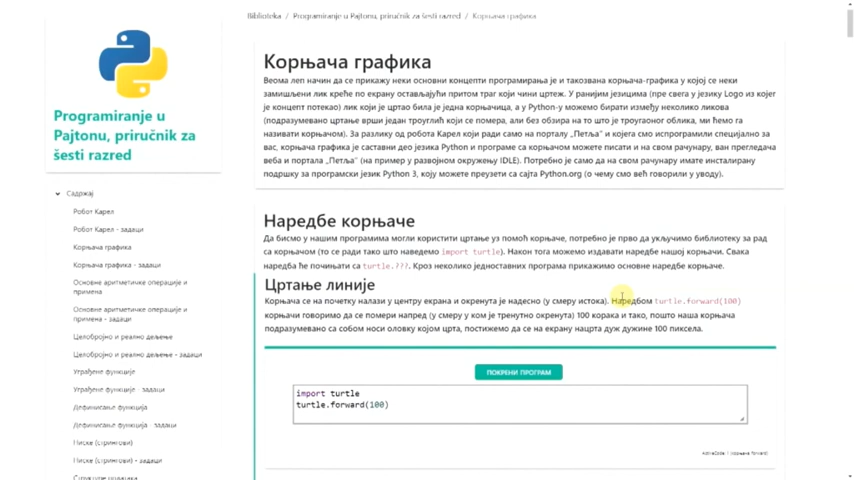 Biblioteka / Programiranje u Pajtonu, priručnik za šesti razred / Корњача графика
Programiranje u
Pajtonu, priručnik za
šesti razred
Садржај
Робот Карел
Робот Карел - задаци
Корњача графика
Корњача графика - задаци
Основне аритметичке операције и
примена
Основне аритметичке операције и
примена - задаци
Целобројно и реално дељење
Целобројно и реално дељење - задаци
Уграђене функције
Уграђене функције - задаци
Дефинисање функција
Дефинисање функција - задаци
Ниске (стрингови)
Ниске (стрингови) - задаци
Структуре података
Корњача графика
Веома леп начин да се прикажу неки основни концепти програмирања је и такозвана корњача-графика у којој се неки
замишљени лик креће по екрану остављајући притом траг који чини цртеж. У ранијим језицима (пре свега у језику Logo из којег
је концепт потекао) лик који је цртао била је једна корњачица, а у Python-у можемо бирати између неколико ликова
(подразумевано цртање врши један троуглић који се помера, али без обзира на то што је троугаоног облика, ми ћемо га
називати корњачом). За разлику од робота Карел који ради само на порталу „Петља” и којега смо испрограмили специјално за
вас, корњача графика је саставни део језика Python и програме са корњачом можете писати и на свом рачунару, ван прегледача
веба и портала „Петља” (на пример у развојном окружењу IDLE). Потребно је само да на свом рачунару имате инсталирану
подршку за програмски језик Python 3, коју можете преузети са сајта Python.org (о чему смо већ говорили у уводу).
Наредбе корњаче
Да бисмо у нашим програмима могли користити цртање уз помоћ корњаче, потребно је прво да укључимо библиотеку за рад
са корњачом (то се ради тако што наведемо import turtle). Након тога можемо издавати наредбе нашој корњачи. Свака
наредба ће почињати са turtle.???. Кроз неколико једноставних програма прикажимо основне наредбе корњаче.
Цртање линије
Корњача се на почетку налази у центру екрана и окренута је надесно (у смеру истока). Наредбом turtle.forward(100)
корњачи говоримо да се помери напред (у смеру у ком је тренутно окренута) 100 корака и тако, пошто наша корњача
подразумевано са собом носи оловку којом црта, постижемо да се на екрану нацрта дуж дужине 100 пиксела.
ПОКРЕНИ ПРОГРАМ
import turtle
turtle.forward(100)